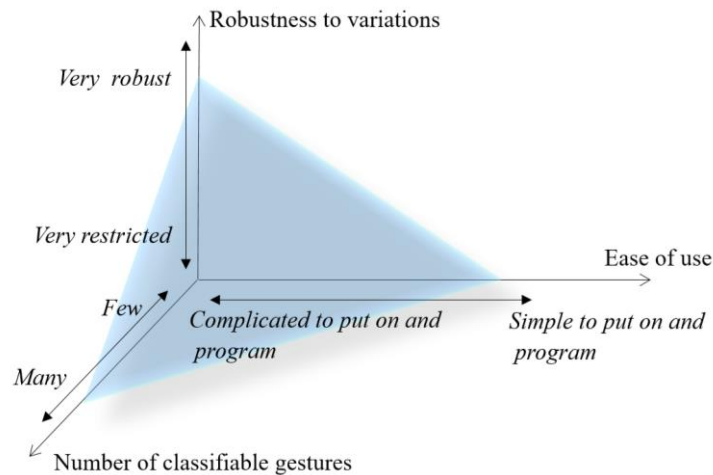 Robustness to variations
Very robust
Very restricted
Ease of use
Few
Complicated to put on and
program
Simple to put on and
program
Many
Number of classifiable gestures